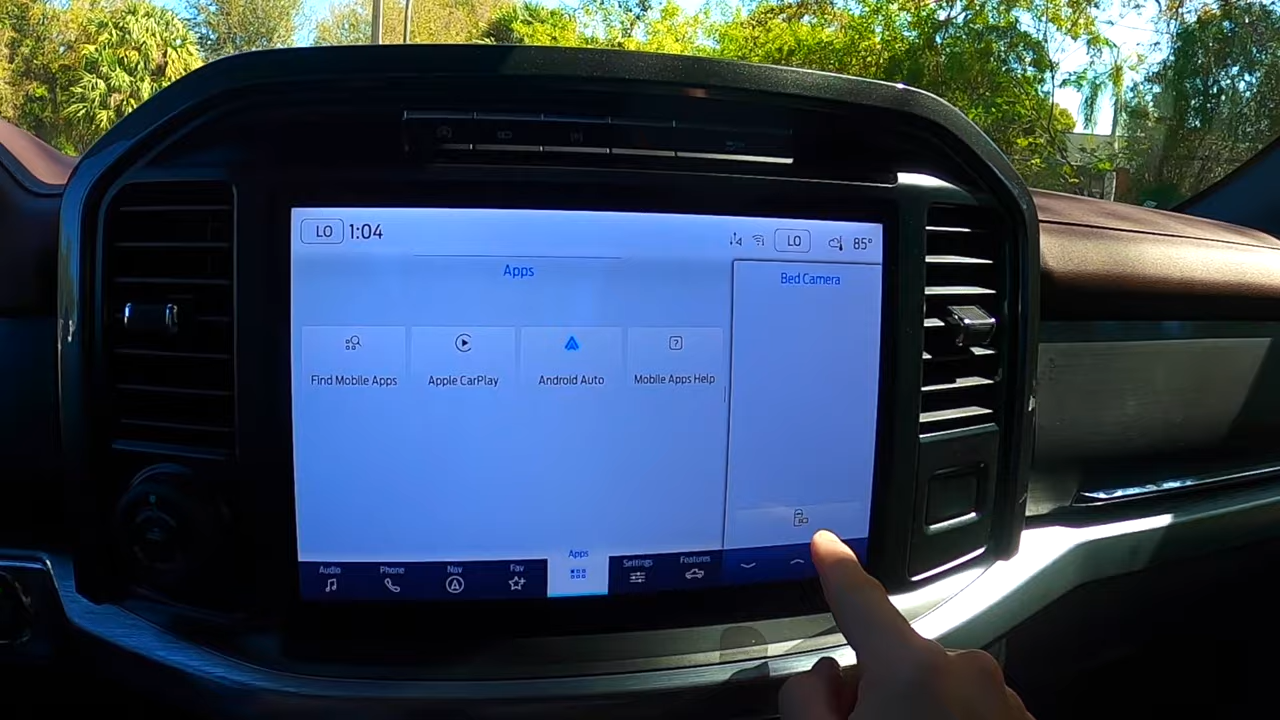 LO 1:04
LO 85°
Apps
Bed Camera
Find Mobile Apps
Apple CarPlay
Android Auto
?
Mobile Apps Help
Audio
Phone
Nav
Fav
Apps
Settings
Features